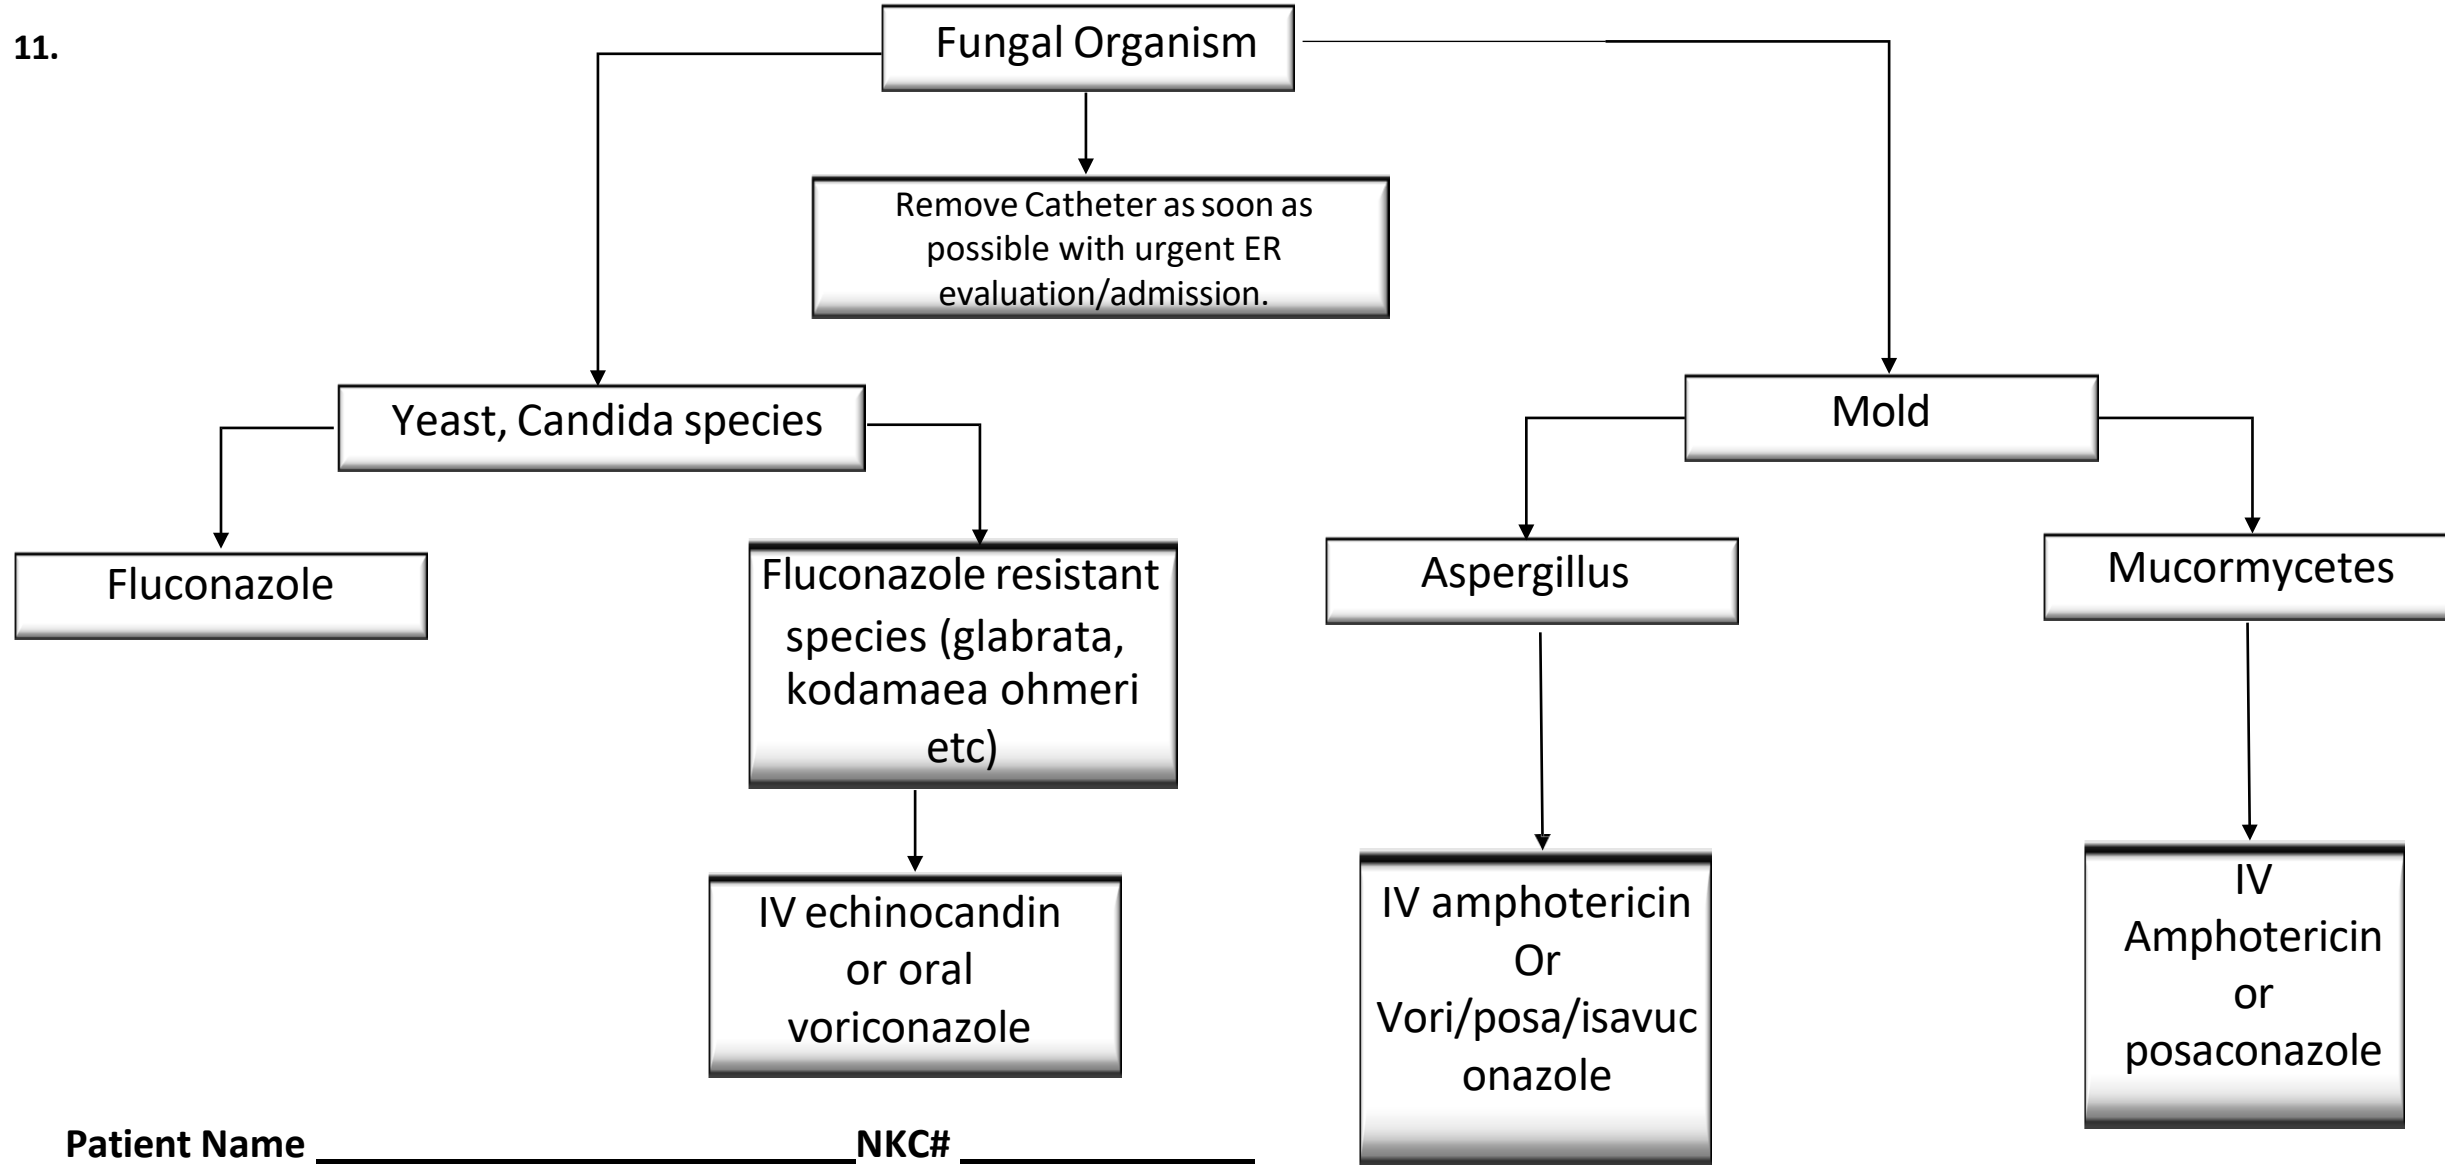 11.
Fungal Organism
Remove Catheter as soon as
possible with urgent ER
evaluation/admission.
Yeast, Candida species
Mold
Fluconazole
Fluconazole resistant
species (glabrata,
kodamaea ohmeri
etc)
Aspergillus
Mucormycetes
IV echinocandin
or oral
voriconazole
IV amphotericin
Or
Vori/posa/isavuc
onazole
IV
Amphotericin
or
posaconazole
Patient Name ____________________ NKC# ____________